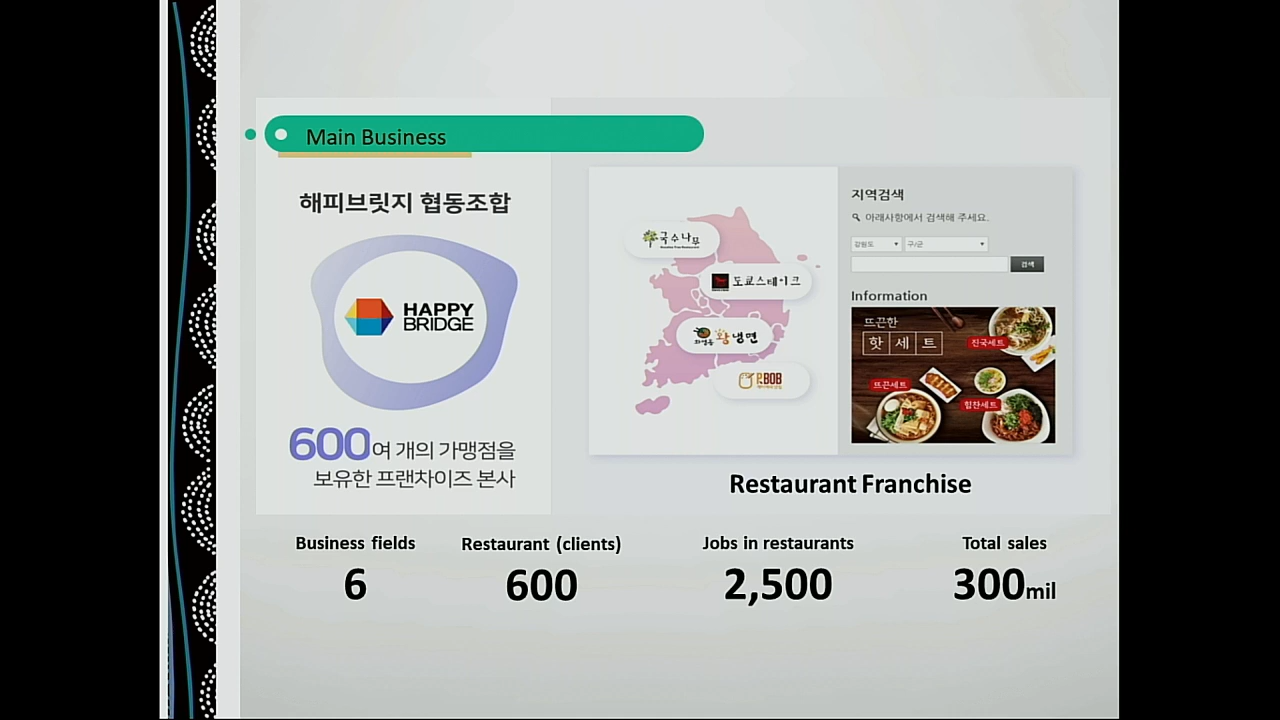 Main Business
해피브릿지 협동조합
HAPPY
BRIDGE
600여 개의 가맹점을
보유한 프랜차이즈 본사
국수나무
도쿄스테이크
화평동 왕냉면
지역검색
아래사항에서 검색해 주세요.
강원도
구/군
검색
Information
뜨끈한
핫세트
진국세트
뜨끈세트
힘찬세트
Restaurant Franchise
Business fields
6
Restaurant (clients)
600
Jobs in restaurants
2,500
Total sales
300mil